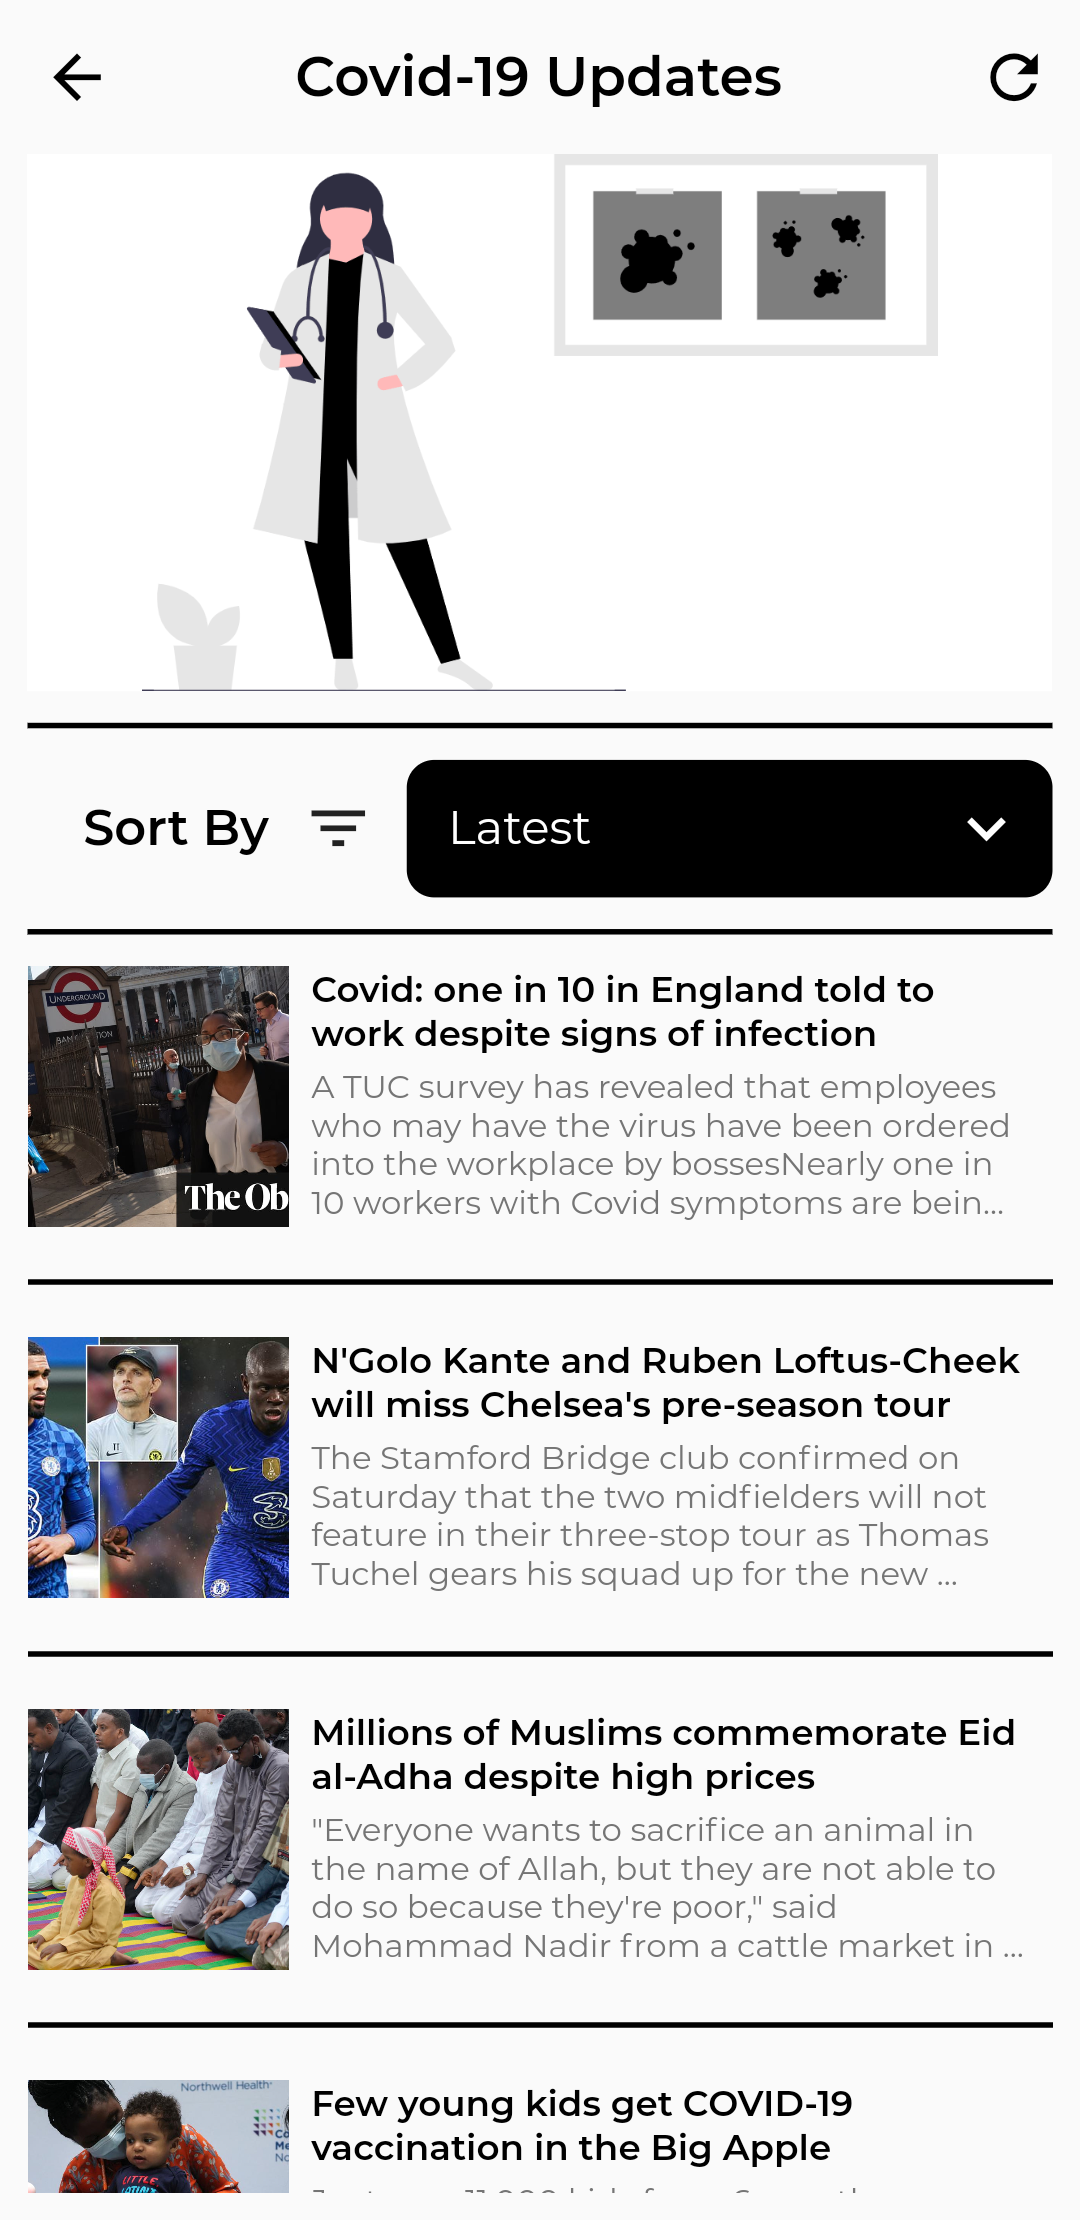 Covid-19 Updates
Sort By
Latest
UNDERGROUND
The Ob
Covid: one in 10 in England told to
work despite signs of infection
A TUC survey has revealed that employees
who may have the virus have been ordered
into the workplace by bossesNearly one in
10 workers with Covid symptoms are bein...
N'Golo Kante and Ruben Loftus-Cheek
will miss Chelsea's pre-season tour
The Stamford Bridge club confirmed on
Saturday that the two midfielders will not
feature in their three-stop tour as Thomas
Tuchel gears his squad up for the new ...
TT
3
3
Millions of Muslims commemorate Eid
al-Adha despite high prices
"Everyone wants to sacrifice an animal in
the name of Allah, but they are not able to
do so because they're poor," said
Mohammad Nadir from a cattle market in ...
Northwell Health
Co
Me
No
LITTLE
Few young kids get COVID-19
vaccination in the Big Apple